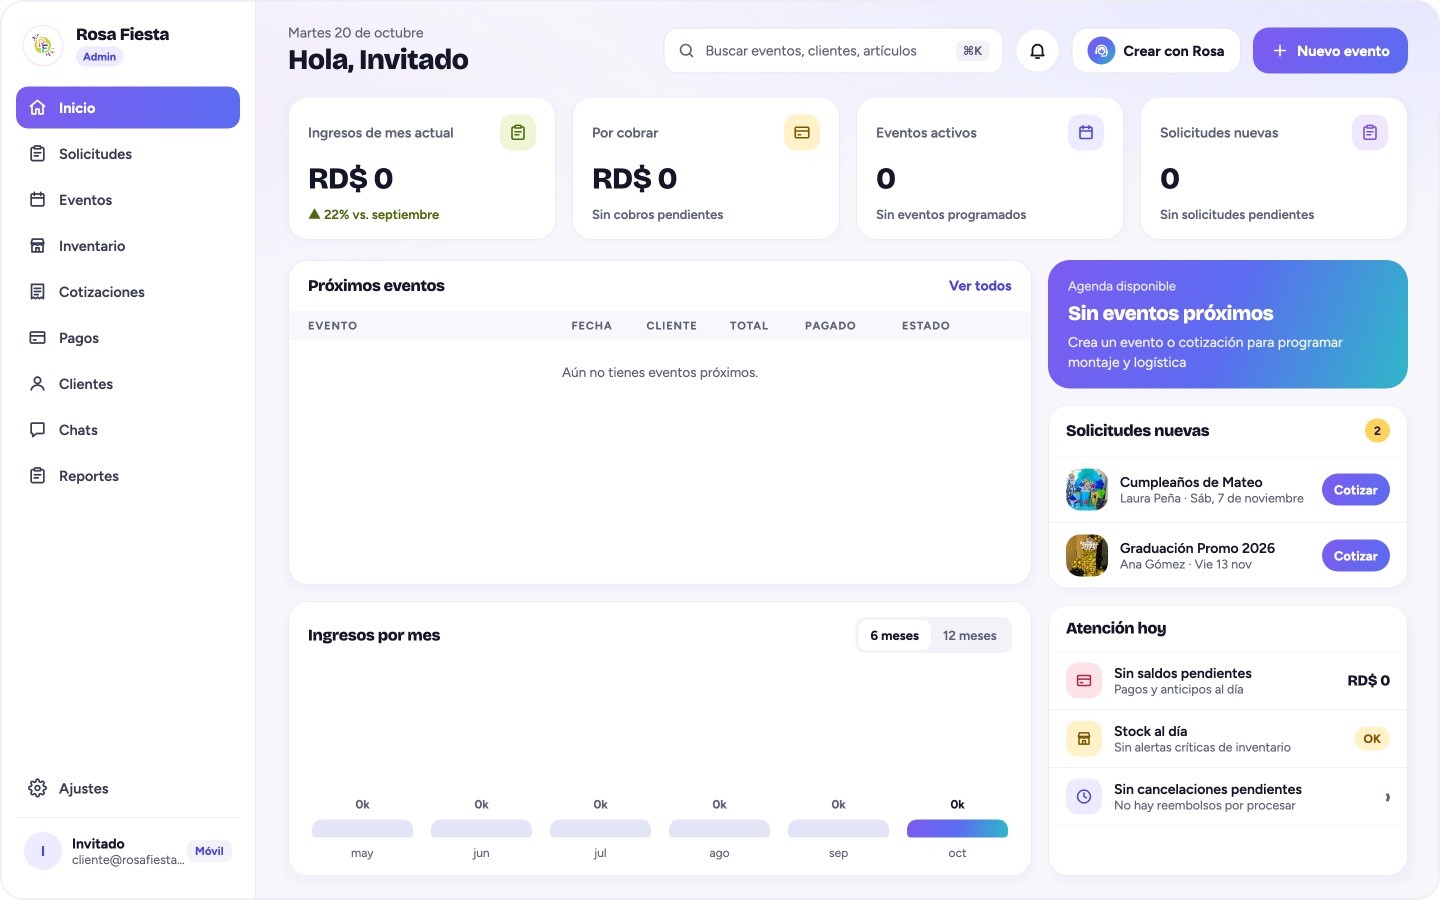 Rosa Fiesta
Admin
Inicio
Solicitudes
Eventos
Inventario
Cotizaciones
Pagos
Clientes
Chats
Reportes
Ajustes
I
Invitado
cliente@rosafiesta...
Móvil
Martes 20 de octubre
Hola, Invitado
Buscar eventos, clientes, artículos
⌘K
Crear con Rosa
Nuevo evento
Ingresos de mes actual
RD$ 0
▲ 22% vs. septiembre
Por cobrar
RD$ 0
Sin cobros pendientes
Eventos activos
0
Sin eventos programados
Solicitudes nuevas
0
Sin solicitudes pendientes
Próximos eventos
Ver todos
EVENTO FECHA CLIENTE TOTAL PAGADO ESTADO
Aún no tienes eventos próximos.
Ingresos por mes
6 meses 12 meses
0k 0k 0k 0k 0k 0k
may jun jul ago sep oct
Agenda disponible
Sin eventos próximos
Crea un evento o cotización para programar
montaje y logística
Solicitudes nuevas
2
Cumpleaños de Mateo
Laura Peña · Sáb, 7 de noviembre
Cotizar
Graduación Promo 2026
Ana Gómez · Vie 13 nov
Cotizar
Atención hoy
Sin saldos pendientes
Pagos y anticipos al día
RD$ 0
Stock al día
Sin alertas críticas de inventario
OK
Sin cancelaciones pendientes
No hay reembolsos por procesar
›